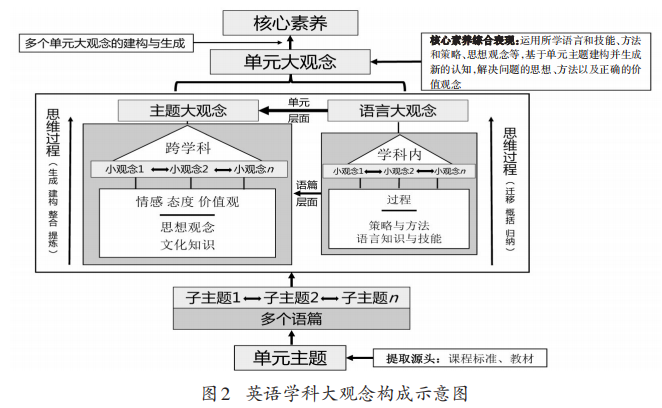 核心素养
多个单元大观念的建构与生成
单元大观念
核心素养综合表现:运用所学语言和技能、方法
和策略、思想观念等,基于单元主题建构并生成
新的认知,解决问题的思想、方法以及正确的价
值观念
主题大观念
单元
层面
语言大观念
思维过程
(生成 建构 整合 提炼)
跨学科
小观念1
小观念2
小观念n
情感 态度 价值观
思想观念
文化知识
语篇
层面
学科内
小观念1
小观念2
小观念n
过程
策略与方法
语言知识与技能
思维过程
(迁移 概括 归纳)
子主题1
子主题2
子主题n
多个语篇
单元主题
提取源头：课程标准、教材
图2 英语学科大观念构成示意图